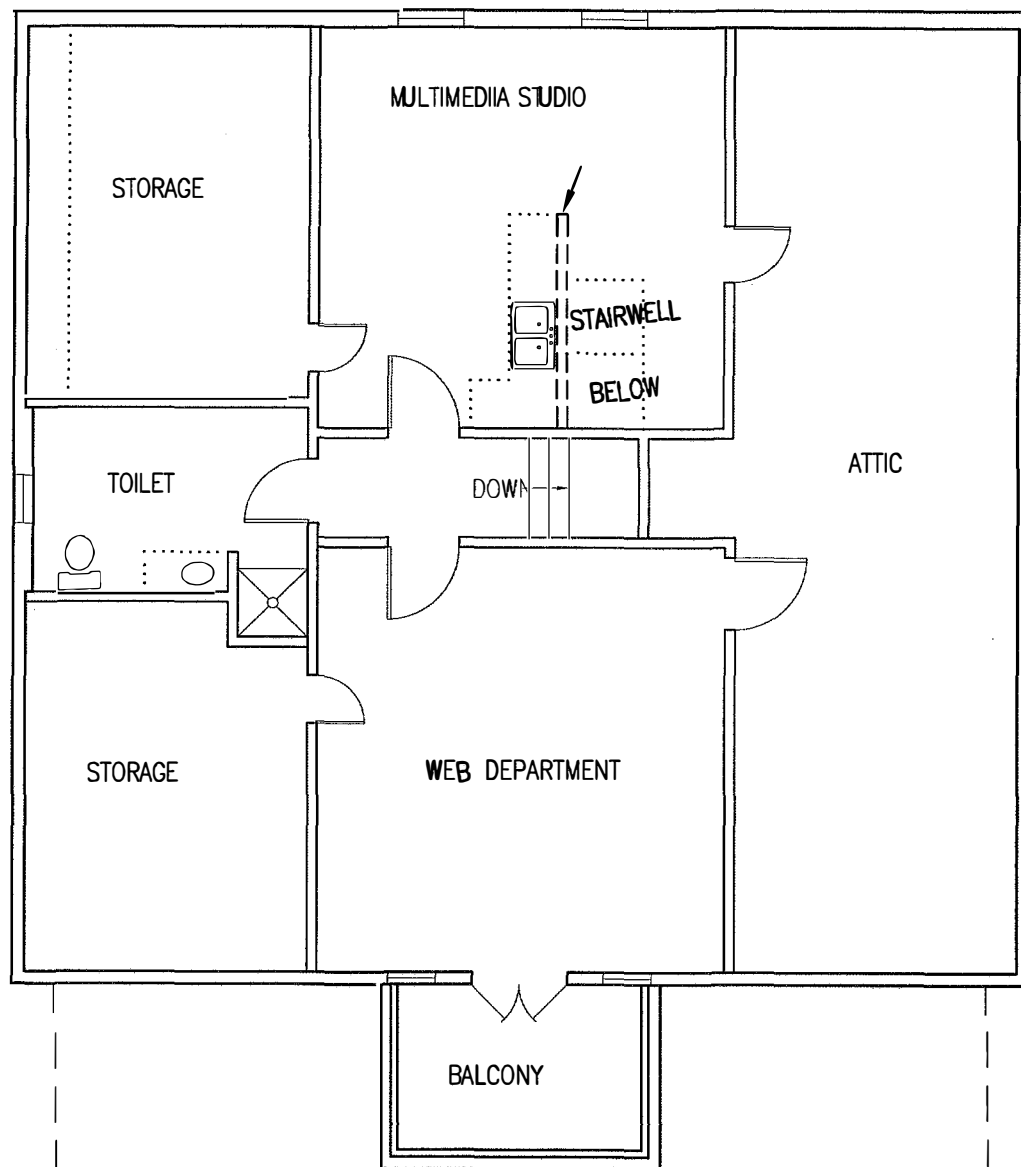 MULTIMEDIIA STUDIO
STORAGE
STAIRWELL
BELOW
ATTIC
TOILET
DOWN
STORAGE
WEB DEPARTMENT
BALCONY